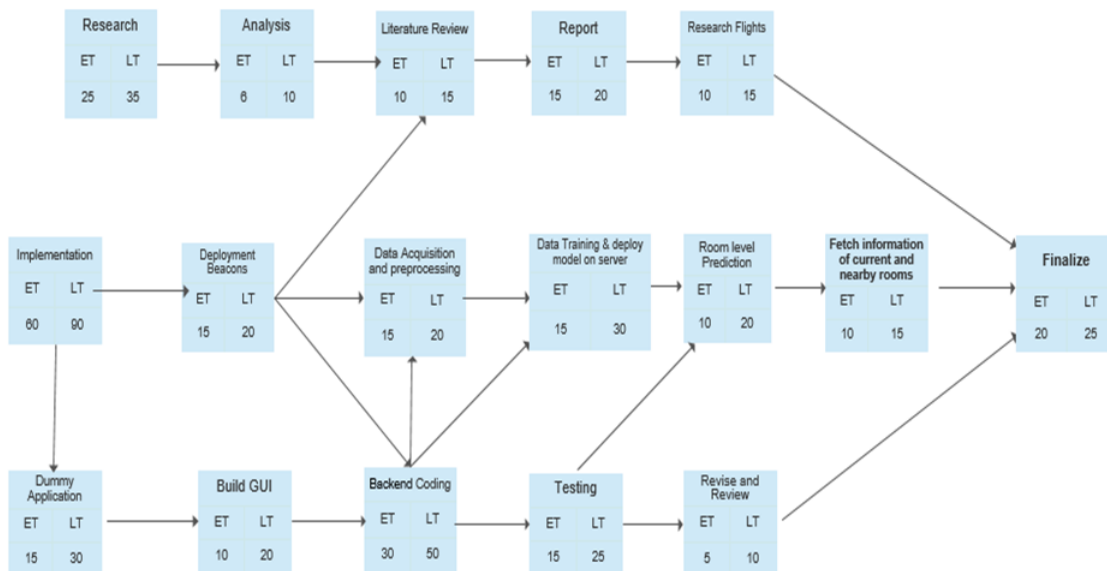 Research
ET LT
25 35
Analysis
ET LT
6 10
Literature Review
ET LT
10 15
Report
ET LT
15 20
Research Flights
ET LT
10 15
Implementation
ET LT
60 90
Deployment
Beacons
ET LT
15 20
Data Acquisition
and preprocessing
ET LT
15 20
Data Training & deploy
model on server
ET LT
15 30
Room level
Prediction
ET LT
10 20
Fetch information
of current and
nearby rooms
ET LT
10 15
Finalize
ET LT
20 25
Dummy
Application
ET LT
15 30
Build GUI
ET LT
10 20
Backend Coding
ET LT
30 50
Testing
ET LT
15 25
Revise and
Review
ET LT
5 10